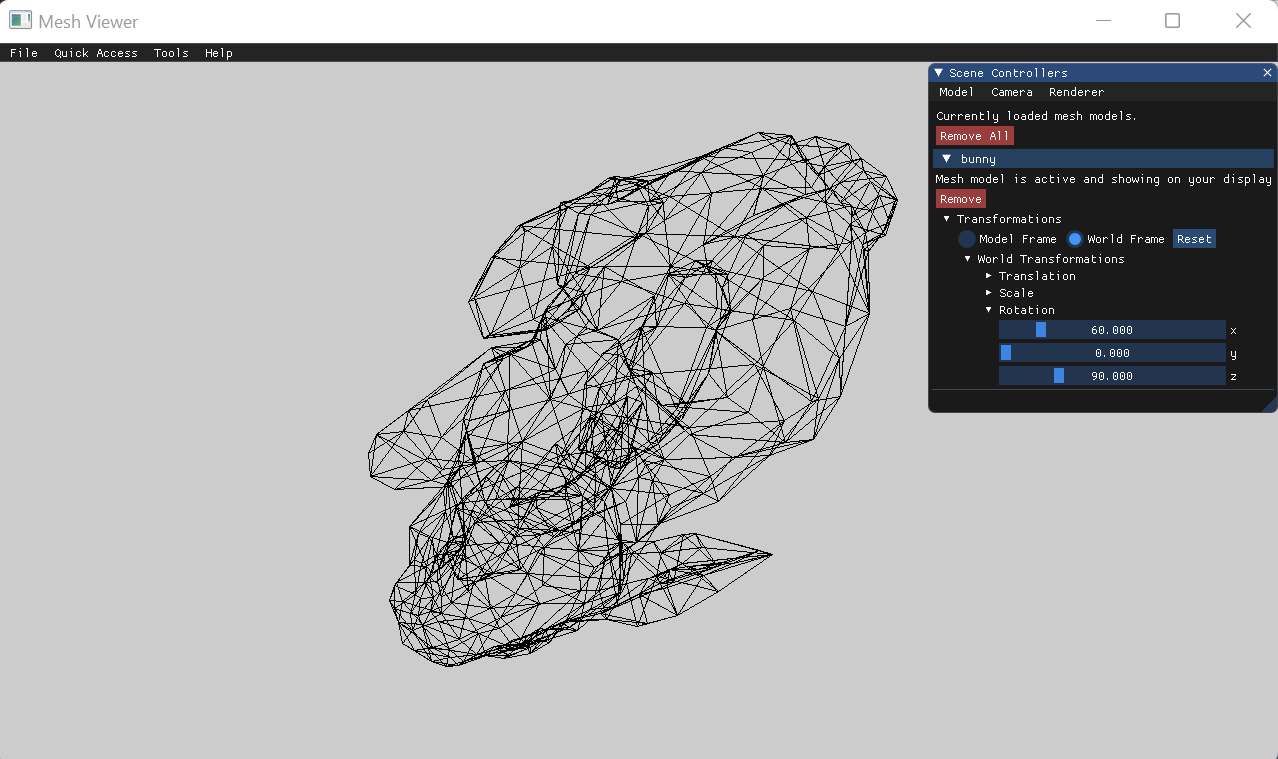 Mesh Viewer
File Quick Access Tools Help
Scene Controllers
Model Camera Renderer
Currently loaded mesh models.
Remove All
bunny
Mesh model is active and showing on your display
Remove
Transformations
Model Frame World Frame Reset
World Transformations
Translation
Scale
Rotation
60.000 x
0.000 y
90.000 z